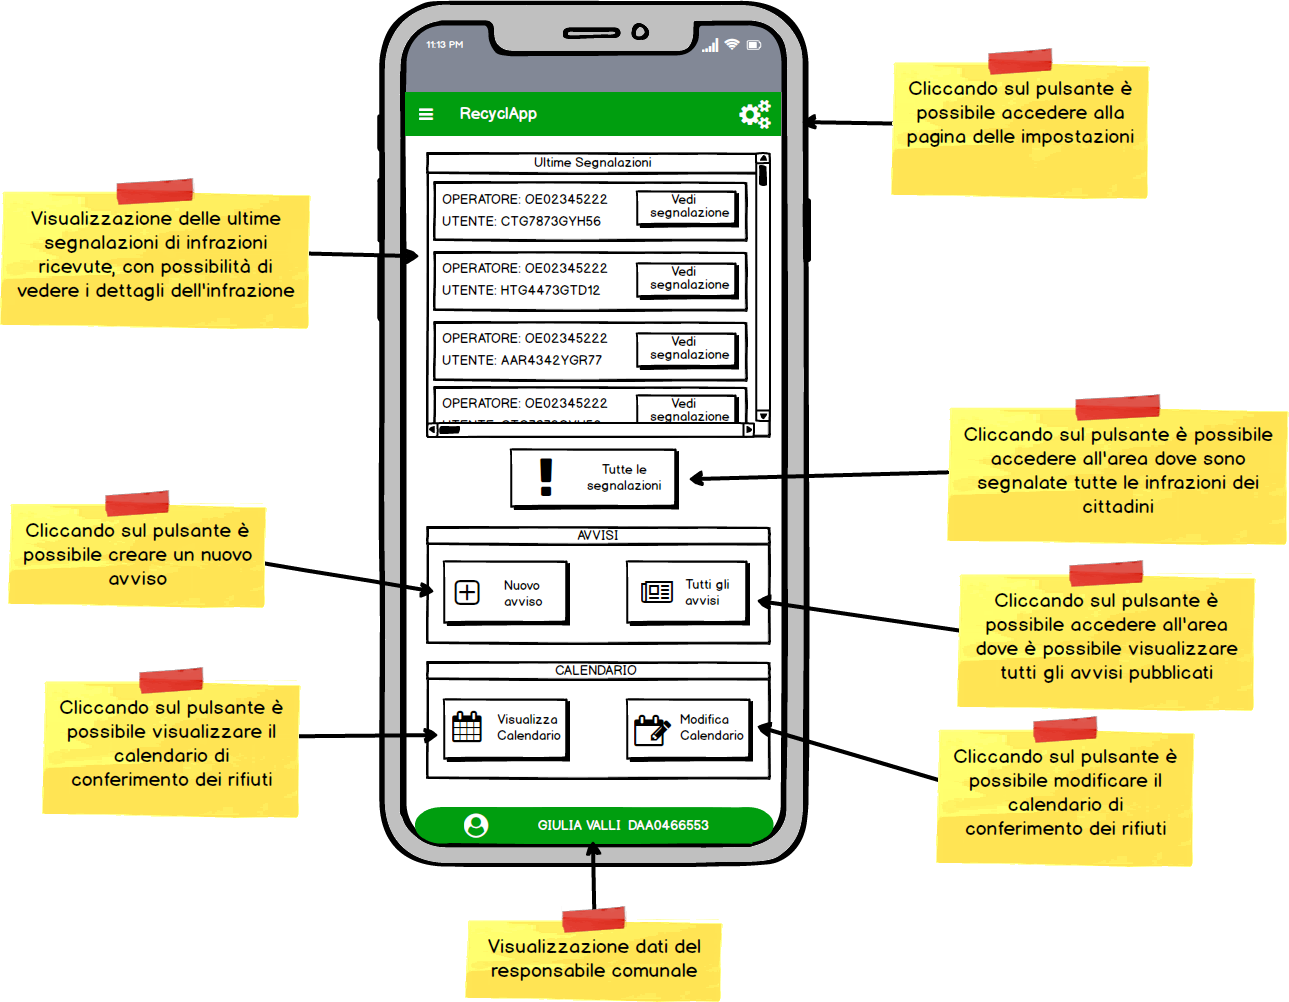 11:13 PM
RecyclApp
Ultime Segnalazioni
OPERATORE: OE02345222
UTENTE: CTG7873GYH56
Vedi
segnalazione
OPERATORE: OE02345222
UTENTE: HTG4473GTD12
Vedi
segnalazione
OPERATORE: OE02345222
UTENTE: AAR4342YGR77
Vedi
segnalazione
OPERATORE: OE02345222
Vedi
segnalazione
Tutte le
segnalazioni
AVVISI
Nuovo
avviso
Tutti gli
avvisi
CALENDARIO
Visualizza
Calendario
Modifica
Calendario
GIULIA VALLI DAA0466553
Cliccando sul pulsante è
possibile accedere alla
pagina delle impostazioni
Visualizzazione delle ultime
segnalazioni di infrazioni
ricevute, con possibilità di
vedere i dettagli dell'infrazione
Cliccando sul pulsante è possibile
accedere all'area dove sono
segnalate tutte le infrazioni dei
cittadini
Cliccando sul pulsante è
possibile creare un nuovo
avviso
Cliccando sul pulsante è
possibile accedere all'area
dove è possibile visualizzare
tutti gli avvisi pubblicati
Cliccando sul pulsante è
possibile visualizzare il
calendario di
conferimento dei rifiuti
Cliccando sul pulsante è
possibile modificare il
calendario di
conferimento dei rifiuti
Visualizzazione dati del
responsabile comunale